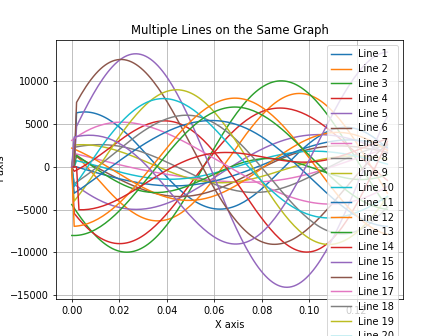 Multiple Lines on the Same Graph
10000
5000
0
−5000
−10000
−15000
0.00
0.02
0.04
0.06
0.08
0.10
X axis
Line 1
Line 2
Line 3
Line 4
Line 5
Line 6
Line 7
Line 8
Line 9
Line 10
Line 11
Line 12
Line 13
Line 14
Line 15
Line 16
Line 17
Line 18
Line 19
Line 20